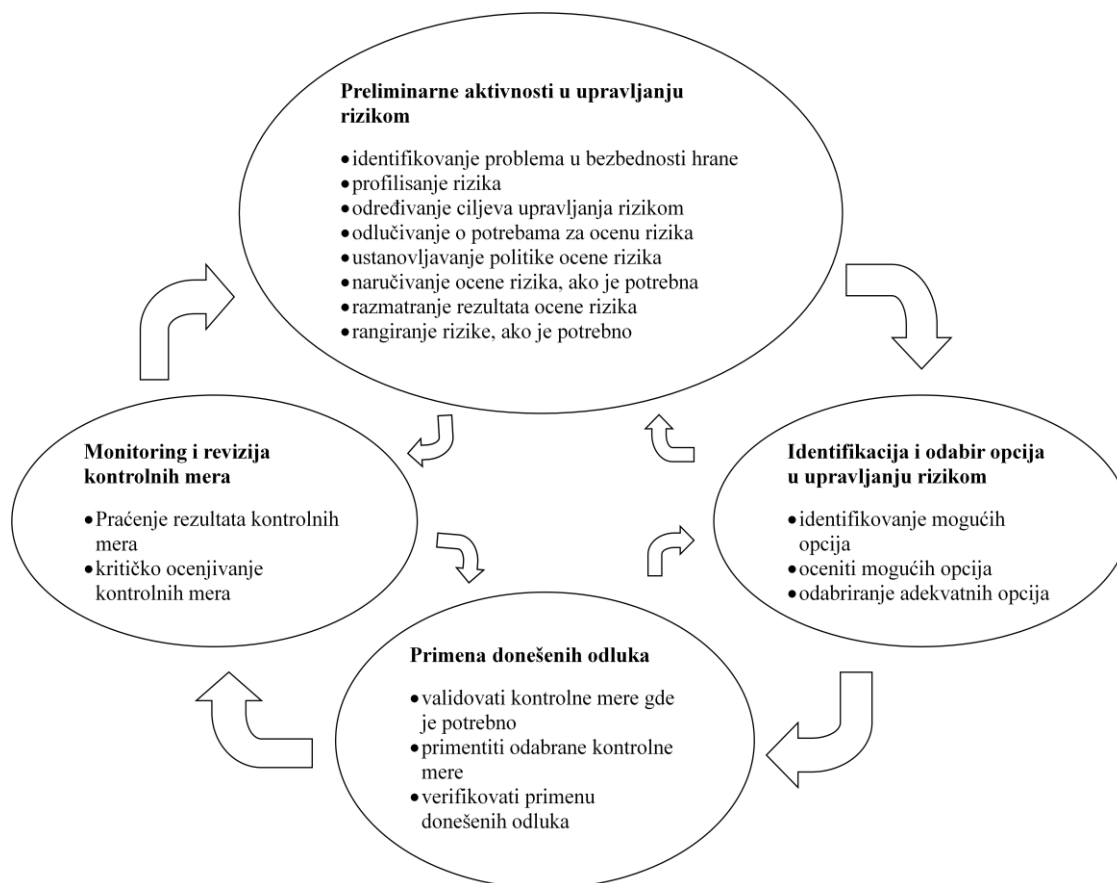 Preliminarne aktivnosti u upravljanju
rizikom
•identifikovanje problema u bezbednosti hrane
•profilisanje rizika
•određivanje ciljeva upravljanja rizikom
•odlučivanje o potrebama za ocenu rizika
•ustanovljavanje politike ocene rizika
•naručivanje ocene rizika, ako je potrebna
•razmatranje rezultata ocene rizika
•rangiranje rizike, ako je potrebno
Monitoring i revizija
kontrolnih mera
•Praćenje rezultata kontrolnih
mera
•kritičko ocenjivanje
kontrolnih mera
Identifikacija i odabir opcija
u upravljanju rizikom
•identifikovanje mogućih
opcija
•oceniti mogućih opcija
•odabriranje adekvatnih opcija
Primena donešenih odluka
•validovati kontrolne mere gde
je potrebno
•primentiti odabrane kontrolne
mere
•verifikovati primenu
donešenih odluka